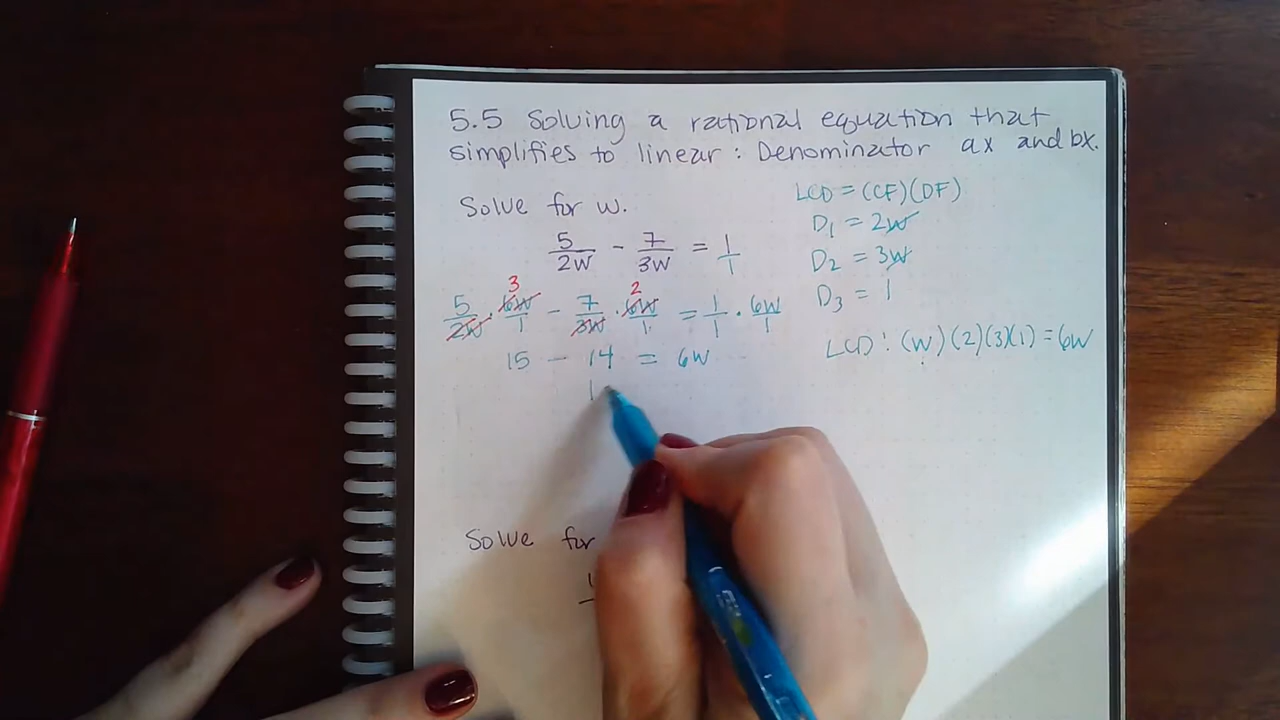 5.5 Solving a rational equation that
simplifies to linear: Denominator ax and bx.
Solve for w.
5/2w - 7/3w = 1/1
5/2w · 6w/1 - 7/3w · 6w/1 = 1/1 · 6w/1
3 2
15 - 14 = 6w
1
LCD = (CF)(DF)
D1 = 2w
D2 = 3w
D3 = 1
LCD: (w)(2)(3)(1) = 6w
Solve for